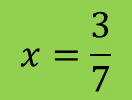 x = 3/7